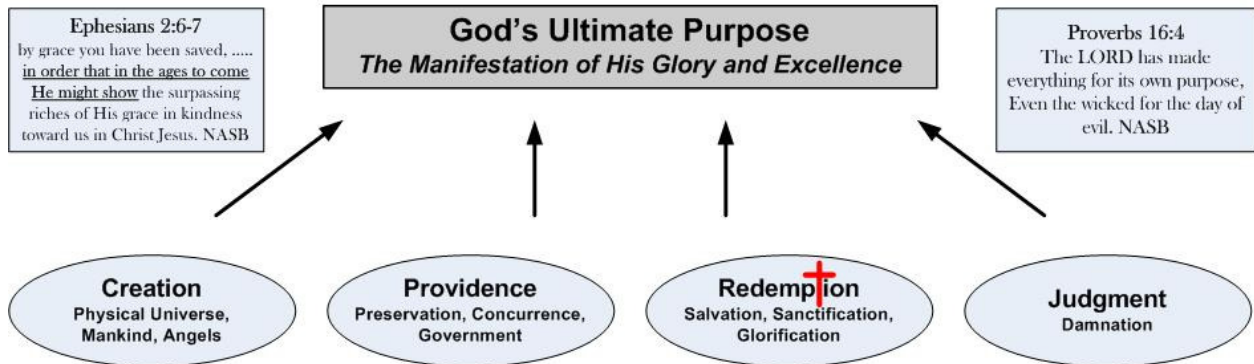 Ephesians 2:6-7
by grace you have been saved, .....
in order that in the ages to come
He might show the surpassing
riches of His grace in kindness
toward us in Christ Jesus. NASB
God's Ultimate Purpose
The Manifestation of His Glory and Excellence
Proverbs 16:4
The LORD has made
everything for its own purpose,
Even the wicked for the day of
evil. NASB
Creation
Physical Universe,
Mankind, Angels
Providence
Preservation, Concurrence,
Government
Redemption
Salvation, Sanctification,
Glorification
Judgment
Damnation